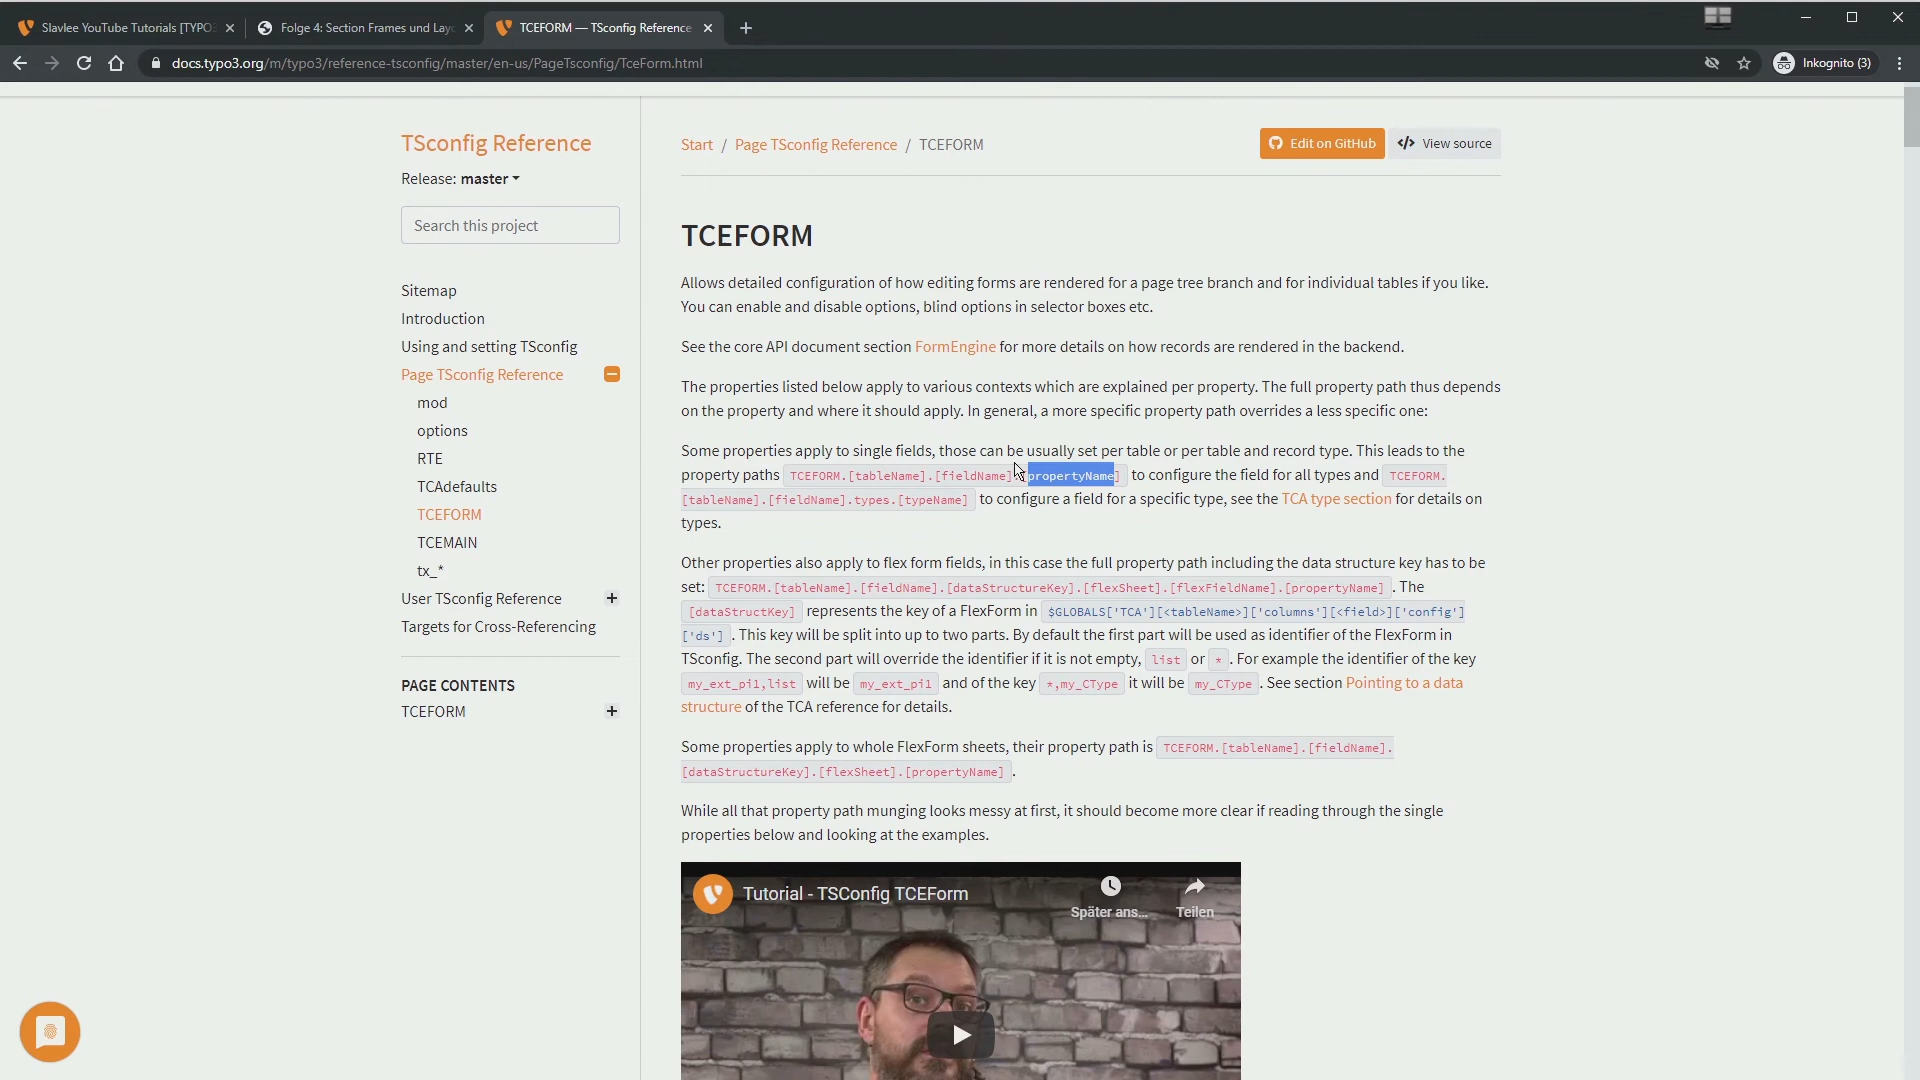 Slavlee YouTube Tutorials [TYPO3
Folge 4: Section Frames und Layo
TCEFORM — TSconfig Reference
docs.typo3.org/m/typo3/reference-tsconfig/master/en-us/PageTsconfig/TceForm.html
Inkognito (3)
TSconfig Reference
Release: master
Search this project
Sitemap
Introduction
Using and setting TSconfig
Page TSconfig Reference
mod
options
RTE
TCAdefaults
TCEFORM
TCEMAIN
tx_*
User TSconfig Reference
Targets for Cross-Referencing
PAGE CONTENTS
TCEFORM
Start / Page TSconfig Reference / TCEFORM
Edit on GitHub
View source
TCEFORM
Allows detailed configuration of how editing forms are rendered for a page tree branch and for individual tables if you like.
You can enable and disable options, blind options in selector boxes etc.
See the core API document section FormEngine for more details on how records are rendered in the backend.
The properties listed below apply to various contexts which are explained per property. The full property path thus depends
on the property and where it should apply. In general, a more specific property path overrides a less specific one:
Some properties apply to single fields, those can be usually set per table or per table and record type. This leads to the
property paths TCEFORM.[tableName].[fieldName].[propertyName] to configure the field for all types and TCEFORM.
[tableName].[fieldName].types.[typeName] to configure a field for a specific type, see the TCA type section for details on
types.
Other properties also apply to flex form fields, in this case the full property path including the data structure key has to be
set: TCEFORM.[tableName].[fieldName].[dataStructureKey].[flexSheet].[flexFieldName].[propertyName] . The
[dataStructKey] represents the key of a FlexForm in $GLOBALS['TCA'][<tableName>]['columns'][<field>]['config']
['ds'] . This key will be split into up to two parts. By default the first part will be used as identifier of the FlexForm in
TSconfig. The second part will override the identifier if it is not empty, list or * . For example the identifier of the key
my_ext_pi1,list will be my_ext_pi1 and of the key *,my_CType it will be my_CType . See section Pointing to a data
structure of the TCA reference for details.
Some properties apply to whole FlexForm sheets, their property path is TCEFORM.[tableName].[fieldName].
[dataStructureKey].[flexSheet].[propertyName] .
While all that property path munging looks messy at first, it should become more clear if reading through the single
properties below and looking at the examples.
Tutorial - TSConfig TCEForm
Später ans...
Teilen